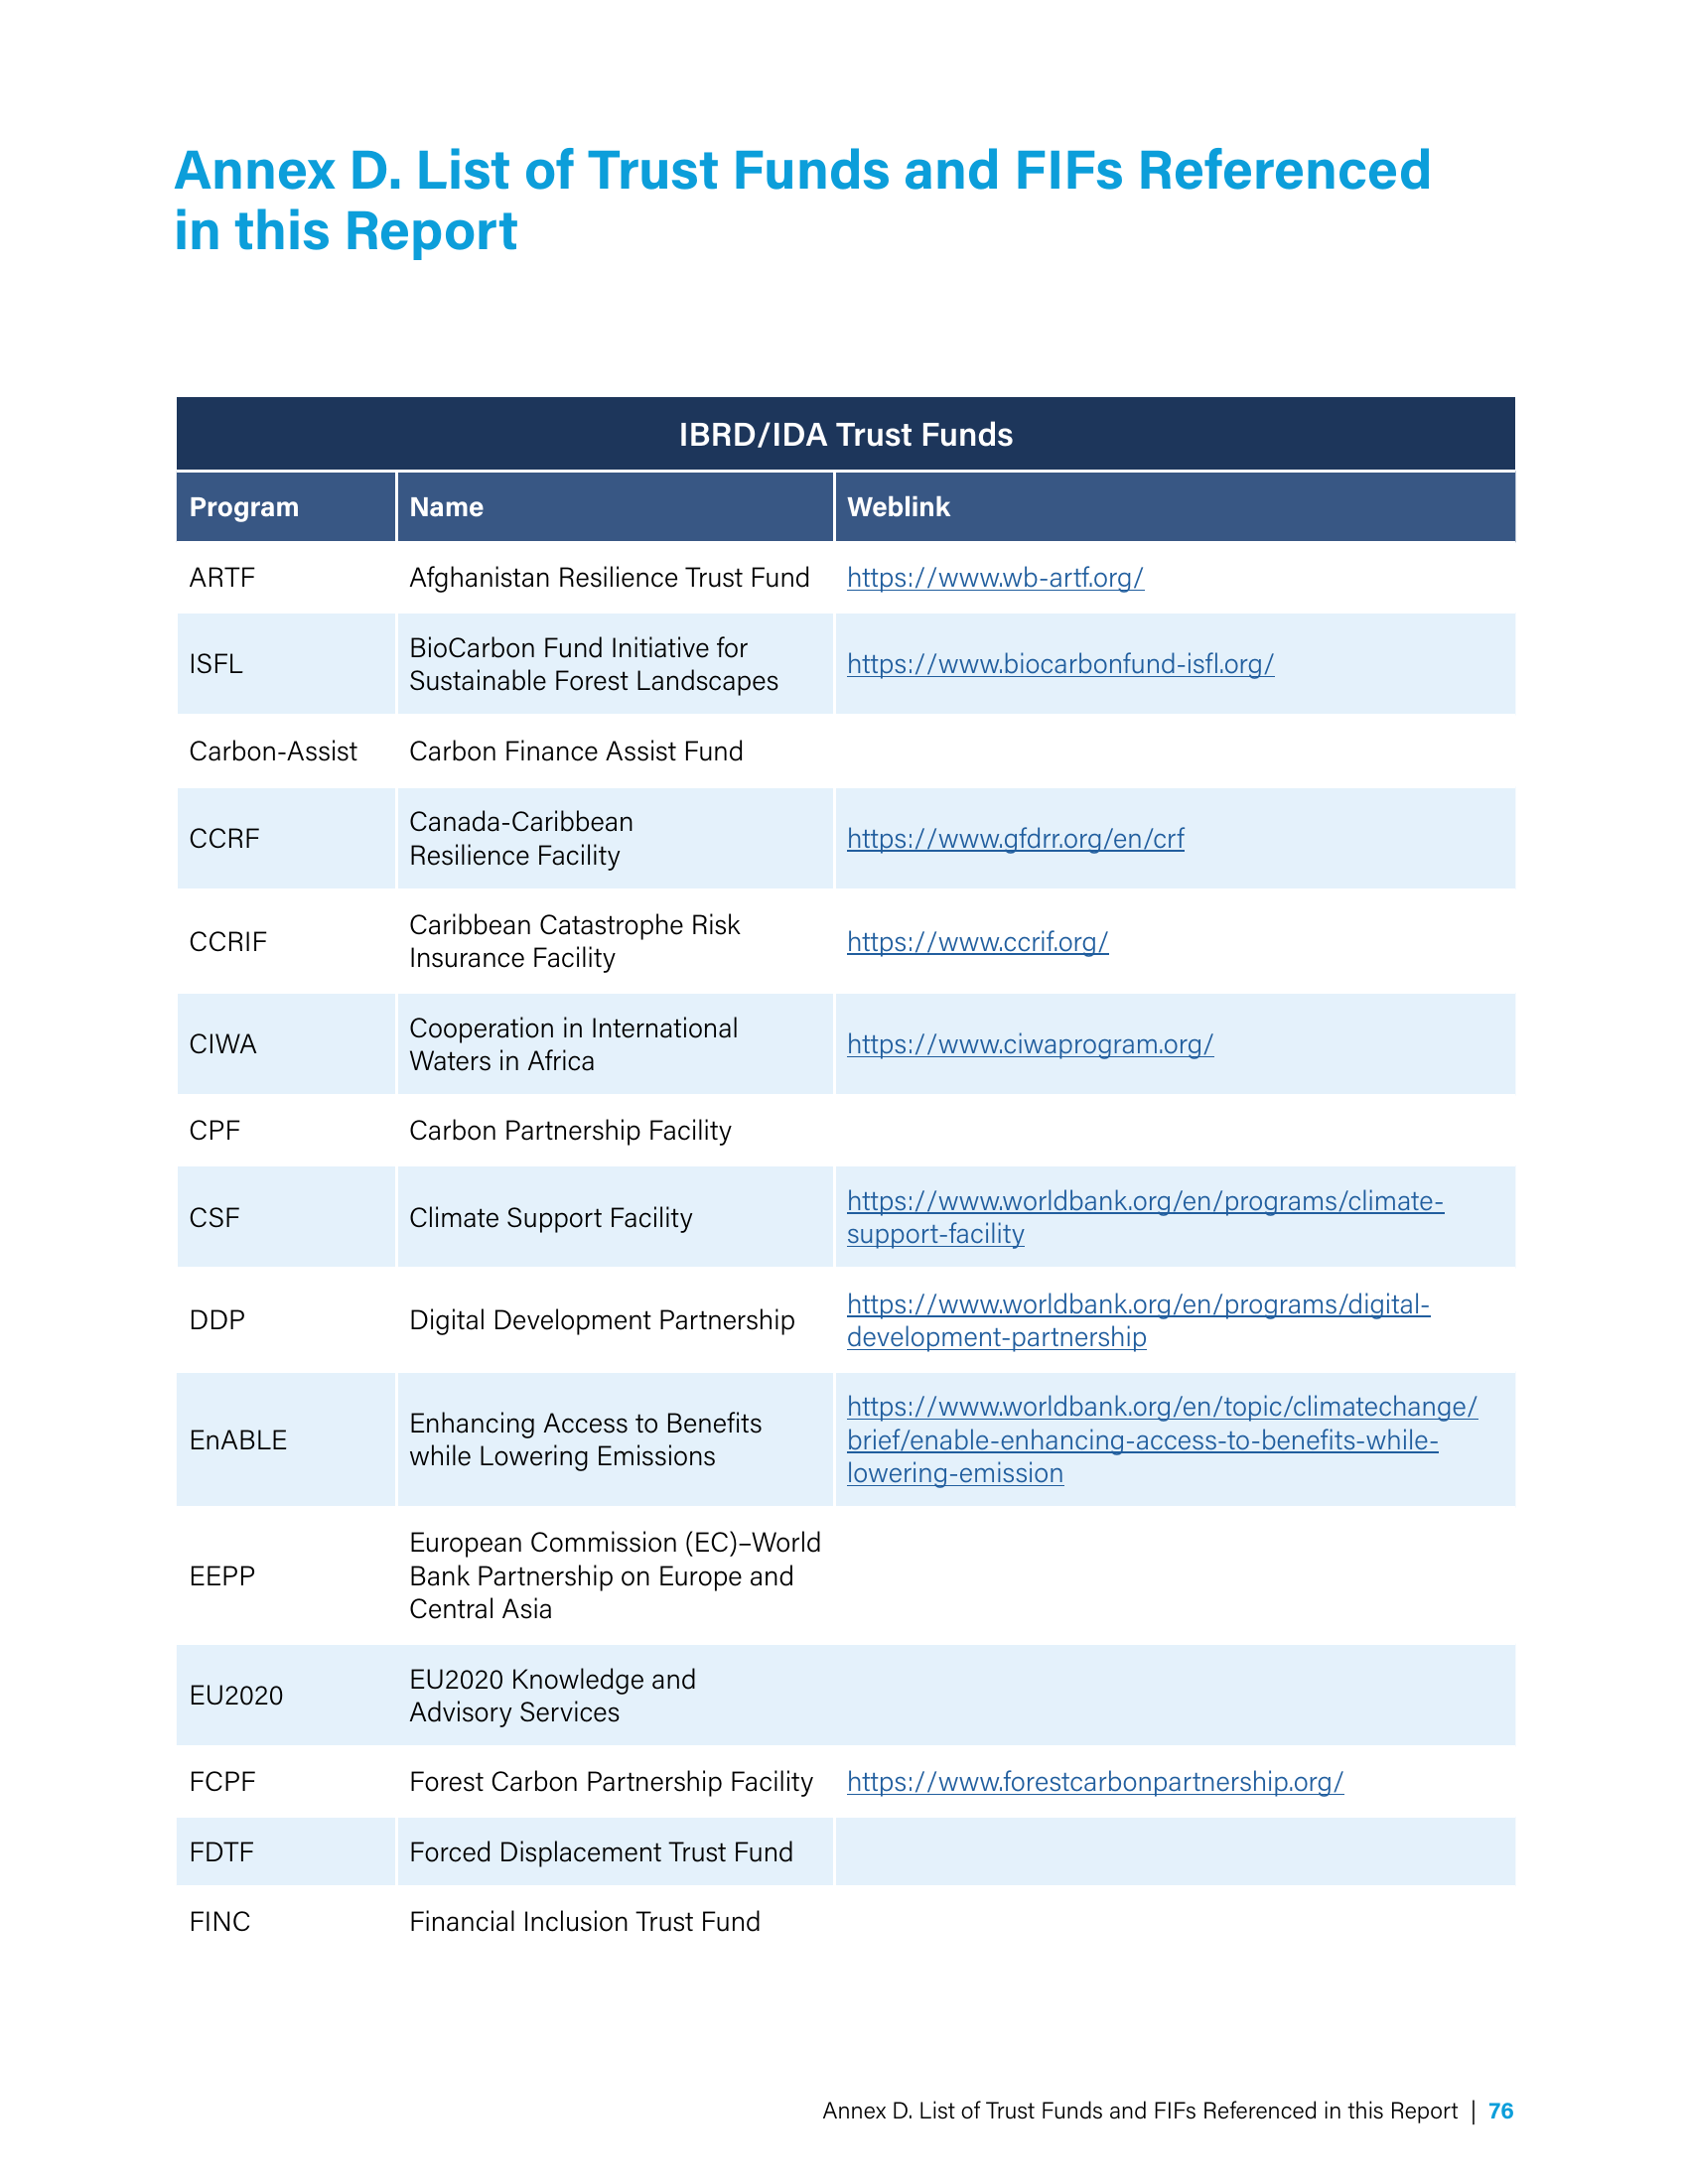 Annex D. List of Trust Funds and FIFs Referenced
in this Report
IBRD/IDA Trust Funds
Program Name Weblink
ARTF Afghanistan Resilience Trust Fund https://www.wb-artf.org/
ISFL BioCarbon Fund Initiative for
Sustainable Forest Landscapes https://www.biocarbonfund-isfl.org/
Carbon-Assist Carbon Finance Assist Fund
CCRF Canada-Caribbean
Resilience Facility https://www.gfdrr.org/en/crf
CCRIF Caribbean Catastrophe Risk
Insurance Facility https://www.ccrif.org/
CIWA Cooperation in International
Waters in Africa https://www.ciwaprogram.org/
CPF Carbon Partnership Facility
CSF Climate Support Facility https://www.worldbank.org/en/programs/climate-
support-facility
DDP Digital Development Partnership https://www.worldbank.org/en/programs/digital-
development-partnership
EnABLE Enhancing Access to Benefits
while Lowering Emissions https://www.worldbank.org/en/topic/climatechange/
brief/enable-enhancing-access-to-benefits-while-
lowering-emission
EEPP European Commission (EC)–World
Bank Partnership on Europe and
Central Asia
EU2020 EU2020 Knowledge and
Advisory Services
FCPF Forest Carbon Partnership Facility https://www.forestcarbonpartnership.org/
FDTF Forced Displacement Trust Fund
FINC Financial Inclusion Trust Fund
Annex D. List of Trust Funds and FIFs Referenced in this Report | 76